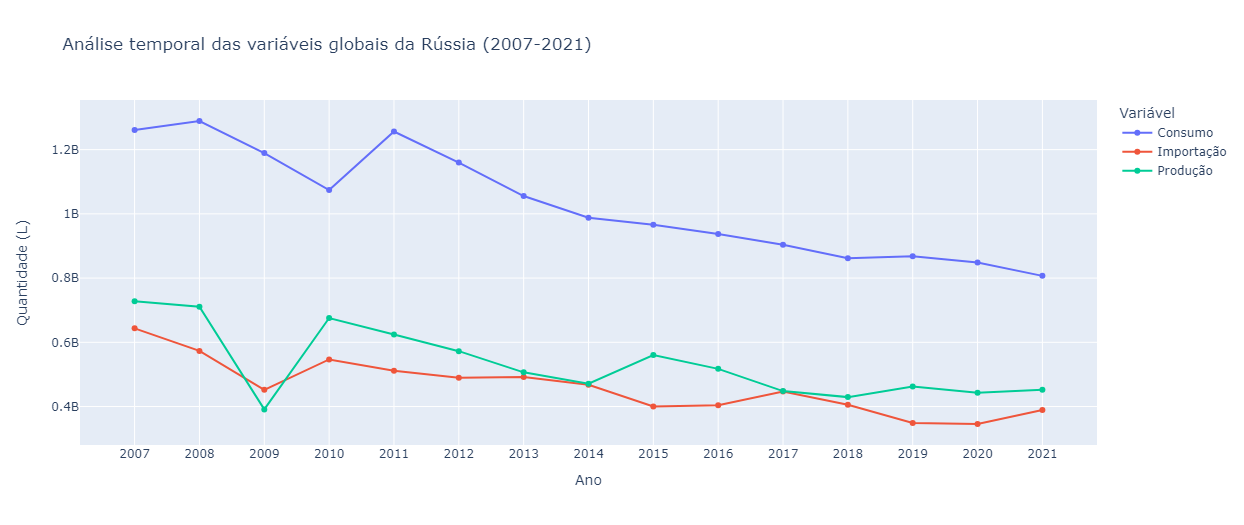 Análise temporal das variáveis globais da Rússia (2007-2021)
Variável
Consumo
Importação
Produção
Quantidade (L)
1.2B
1B
0.8B
0.6B
0.4B
2007 2008 2009 2010 2011 2012 2013 2014 2015 2016 2017 2018 2019 2020 2021
Ano